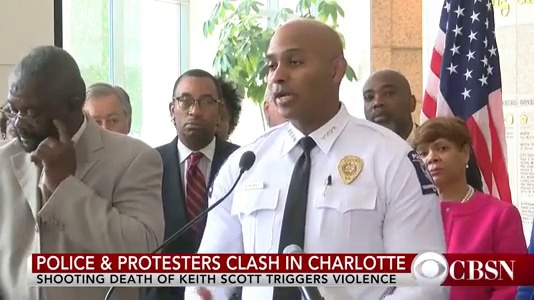 POLICE & PROTESTERS CLASH IN CHARLOTTE
SHOOTING DEATH OF KEITH SCOTT TRIGGERS VIOLENCE
CBSN